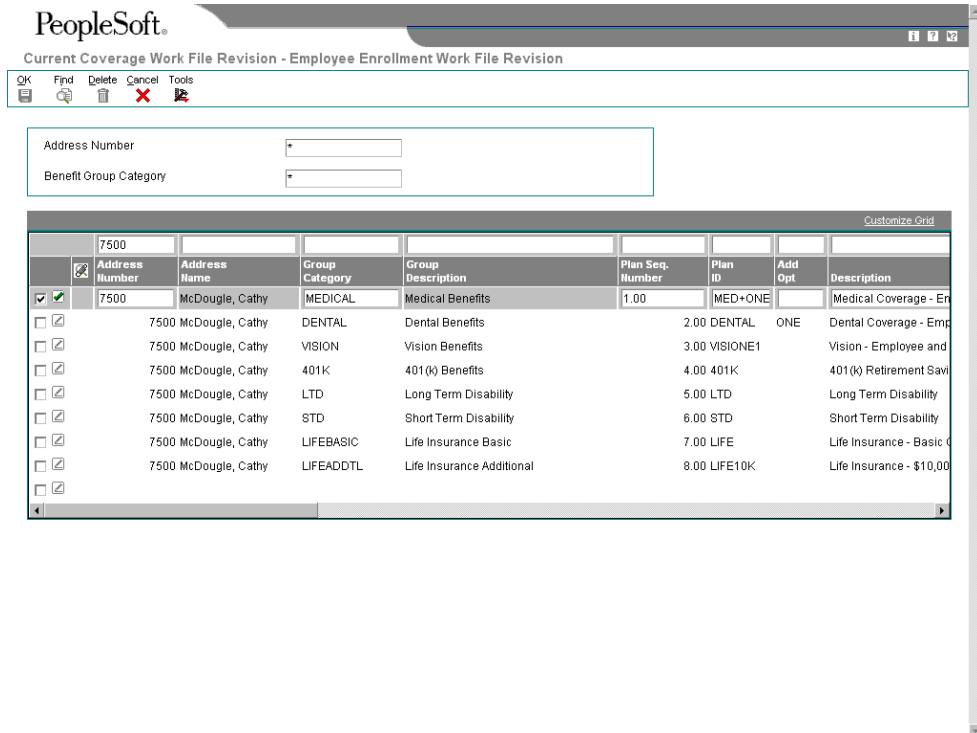 PeopleSoft.
Current Coverage Work File Revision - Employee Enrollment Work File Revision
OK Find Delete Cancel Tools
Address Number *
Benefit Group Category *
Customize Grid
7500
Address Number Address Name Group Category Group Description Plan Seq. Number Plan ID Add Opt Description
7500 McDougle, Cathy MEDICAL Medical Benefits 1.00 MED+ONE Medical Coverage - En
7500 McDougle, Cathy DENTAL Dental Benefits 2.00 DENTAL ONE Dental Coverage - Emp
7500 McDougle, Cathy VISION Vision Benefits 3.00 VISIONE1 Vision - Employee and
7500 McDougle, Cathy 401K 401(k) Benefits 4.00 401K 401(k) Retirement Savi
7500 McDougle, Cathy LTD Long Term Disability 5.00 LTD Long Term Disability
7500 McDougle, Cathy STD Short Term Disability 6.00 STD Short Term Disability
7500 McDougle, Cathy LIFEBASIC Life Insurance Basic 7.00 LIFE Life Insurance - Basic
7500 McDougle, Cathy LIFEADDTL Life Insurance Additional 8.00 LIFE10K Life Insurance - $10,00